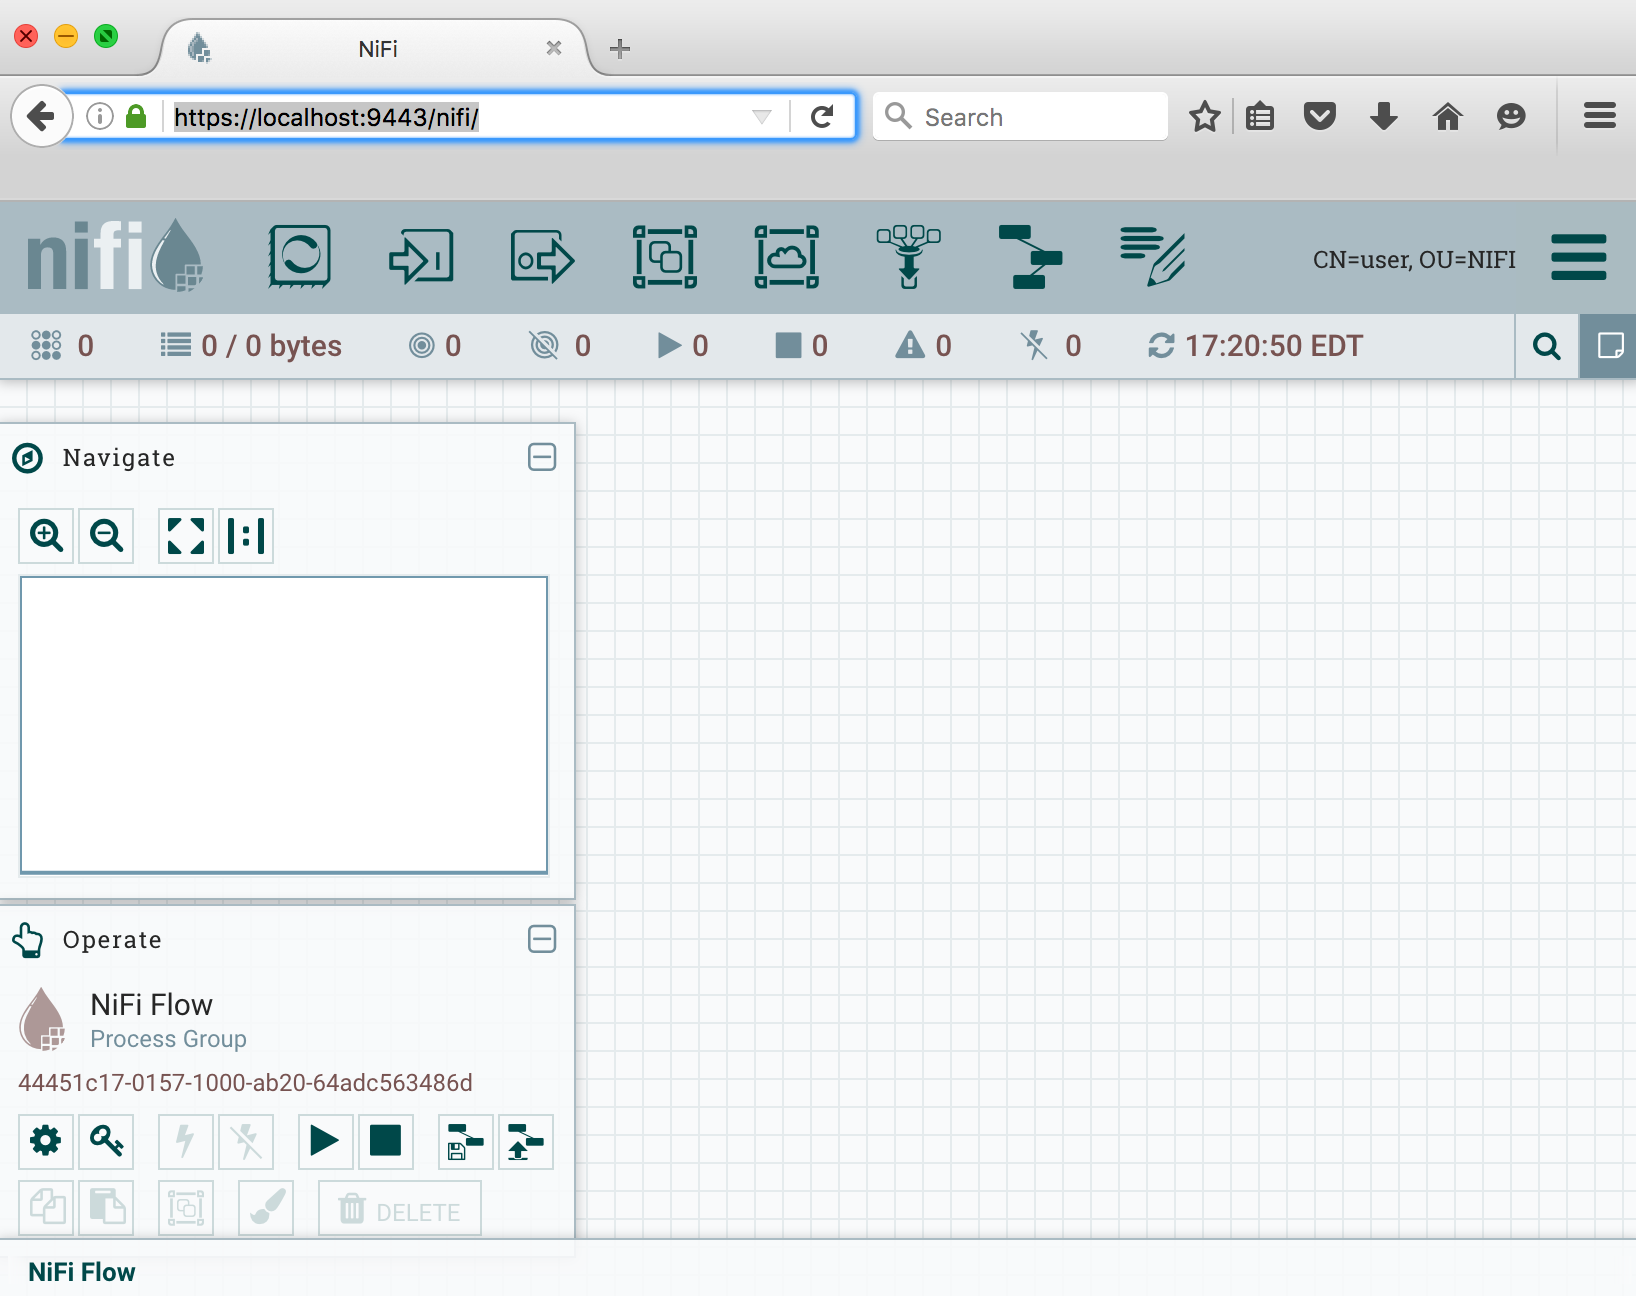 NiFi
https://localhost:9443/nifi/
Search
nifi
CN=user, OU=NIFI
0
0 / 0 bytes
0
0
0
0
0
0
17:20:50 EDT
Navigate
Operate
NiFi Flow
Process Group
44451c17-0157-1000-ab20-64adc563486d
DELETE
NiFi Flow